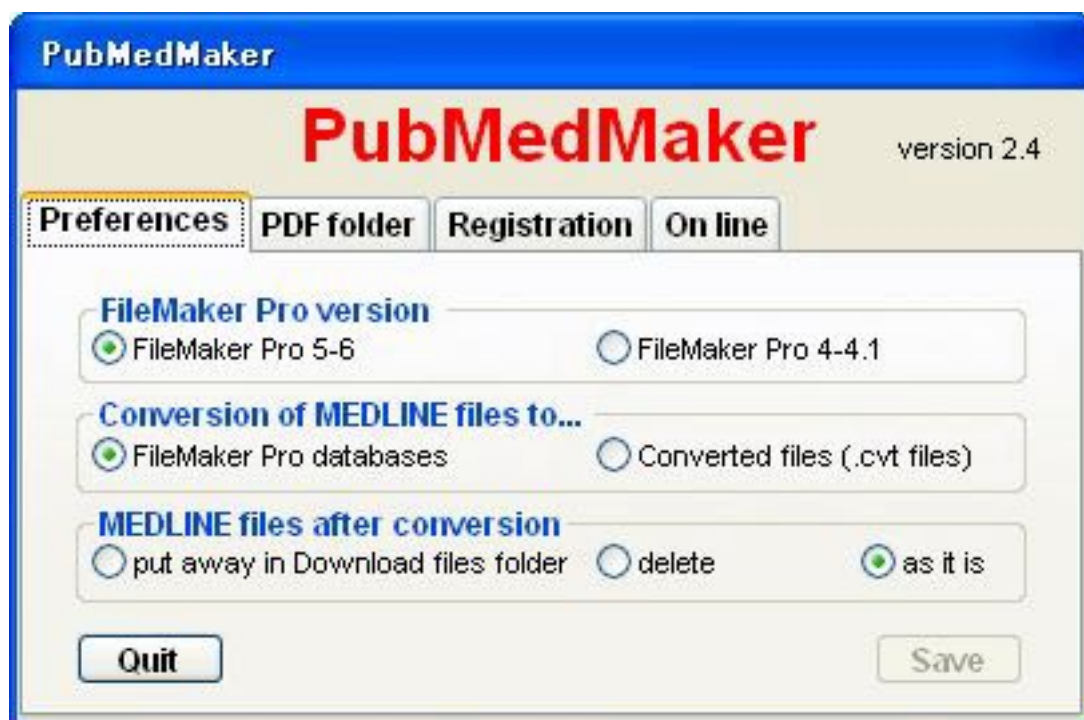 PubMedMaker
PubMedMaker version 2.4
Preferences PDF folder Registration On line
FileMaker Pro version
FileMaker Pro 5-6 FileMaker Pro 4-4.1
Conversion of MEDLINE files to...
FileMaker Pro databases Converted files (.cvt files)
MEDLINE files after conversion
put away in Download files folder delete as it is
Quit Save